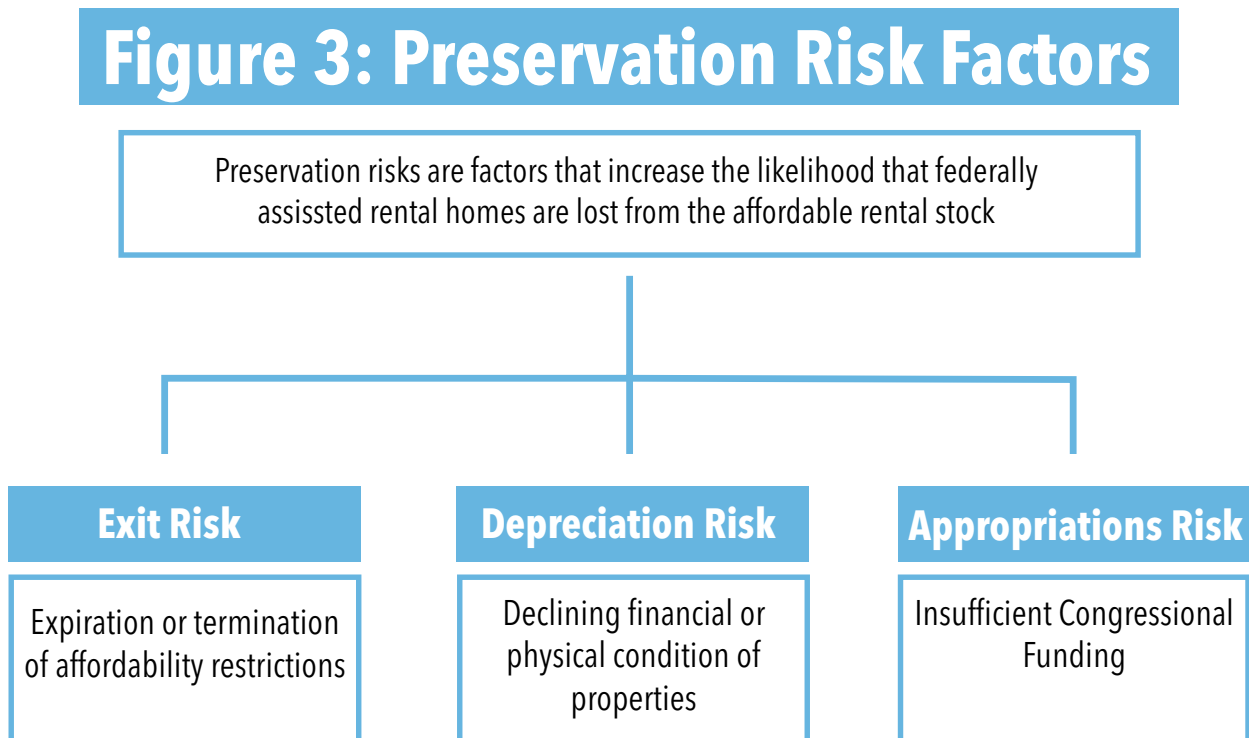 Figure 3: Preservation Risk Factors
Preservation risks are factors that increase the likelihood that federally
assissted rental homes are lost from the affordable rental stock
Exit Risk
Expiration or termination
of affordability restrictions
Depreciation Risk
Declining financial or
physical condition of
properties
Appropriations Risk
Insufficient Congressional
Funding